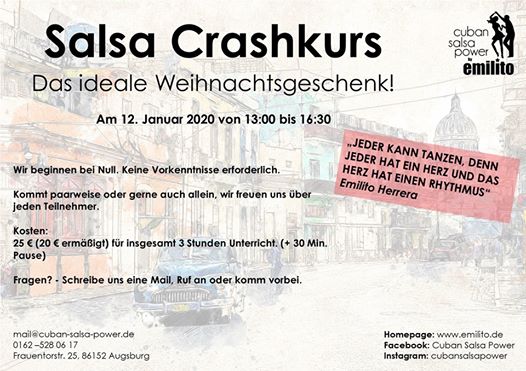 Salsa Crashkurs
cuban
salsa
power
by
emilito
Das ideale Weihnachtsgeschenk!
Am 12. Januar 2020 von 13:00 bis 16:30
„JEDER KANN TANZEN, DENN
JEDER HAT EIN HERZ UND DAS
HERZ HAT EINEN RHYTHMUS“
Emilito Herrera
Wir beginnen bei Null. Keine Vorkenntnisse erforderlich.
Kommt paarweise oder gerne auch allein, wir freuen uns über
jeden Teilnehmer.
Kosten:
25 € (20 € ermäßigt) für insgesamt 3 Stunden Unterricht. (+ 30 Min.
Pause)
Fragen? - Schreibe uns eine Mail, Ruf an oder komm vorbei.
mail@cuban-salsa-power.de
0162 –528 06 17
Frauentorstr. 25, 86152 Augsburg
Homepage: www.emilito.de
Facebook: Cuban Salsa Power
Instagram: cubansalsapower